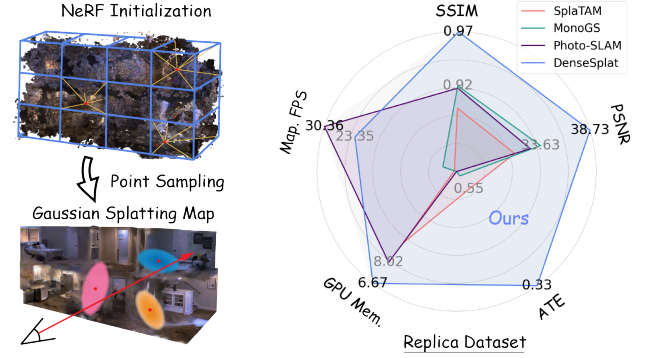 NeRF Initialization
Point Sampling
Gaussian Splatting Map
SSIM
0.97
SplaTAM
MonoGS
Photo-SLAM
DenseSplat
0.92
Map. FPS
30.36
23.35
PSNR
38.73
33.63
0.55
Ours
8.02
6.67
GPU Mem.
0.33
ATE
Replica Dataset